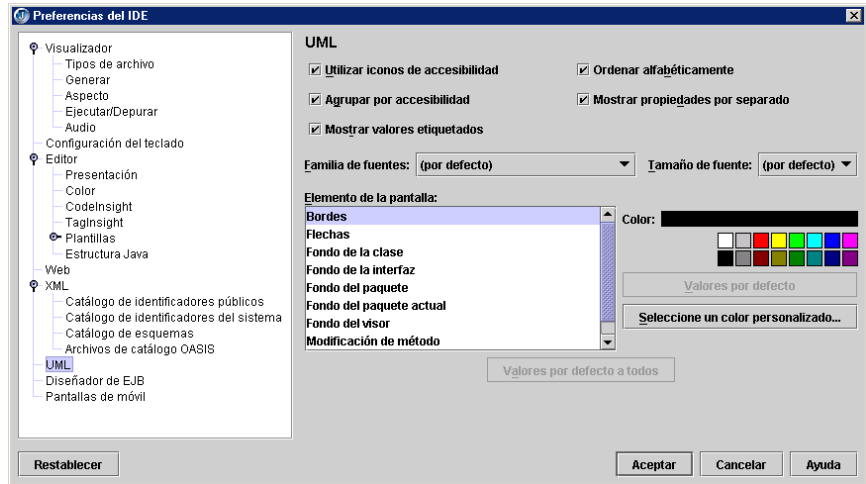 Preferencias del IDE
Visualizador
Tipos de archivo
Generar
Aspecto
Ejecutar/Depurar
Audio
Configuración del teclado
Editor
Presentación
Color
CodeInsight
TagInsight
Plantillas
Estructura Java
Web
XML
Catálogo de identificadores públicos
Catálogo de identificadores del sistema
Catálogo de esquemas
Archivos de catálogo OASIS
UML
Diseñador de EJB
Pantallas de móvil
UML
Utilizar iconos de accesibilidad
Ordenar alfabéticamente
Agrupar por accesibilidad
Mostrar propiedades por separado
Mostrar valores etiquetados
Familia de fuentes: (por defecto)
Tamaño de fuente: (por defecto)
Elemento de la pantalla:
Bordes
Flechas
Fondo de la clase
Fondo de la interfaz
Fondo del paquete
Fondo del paquete actual
Fondo del visor
Modificación de método
Color:
Valores por defecto
Seleccione un color personalizado...
Valores por defecto a todos
Restablecer
Aceptar
Cancelar
Ayuda